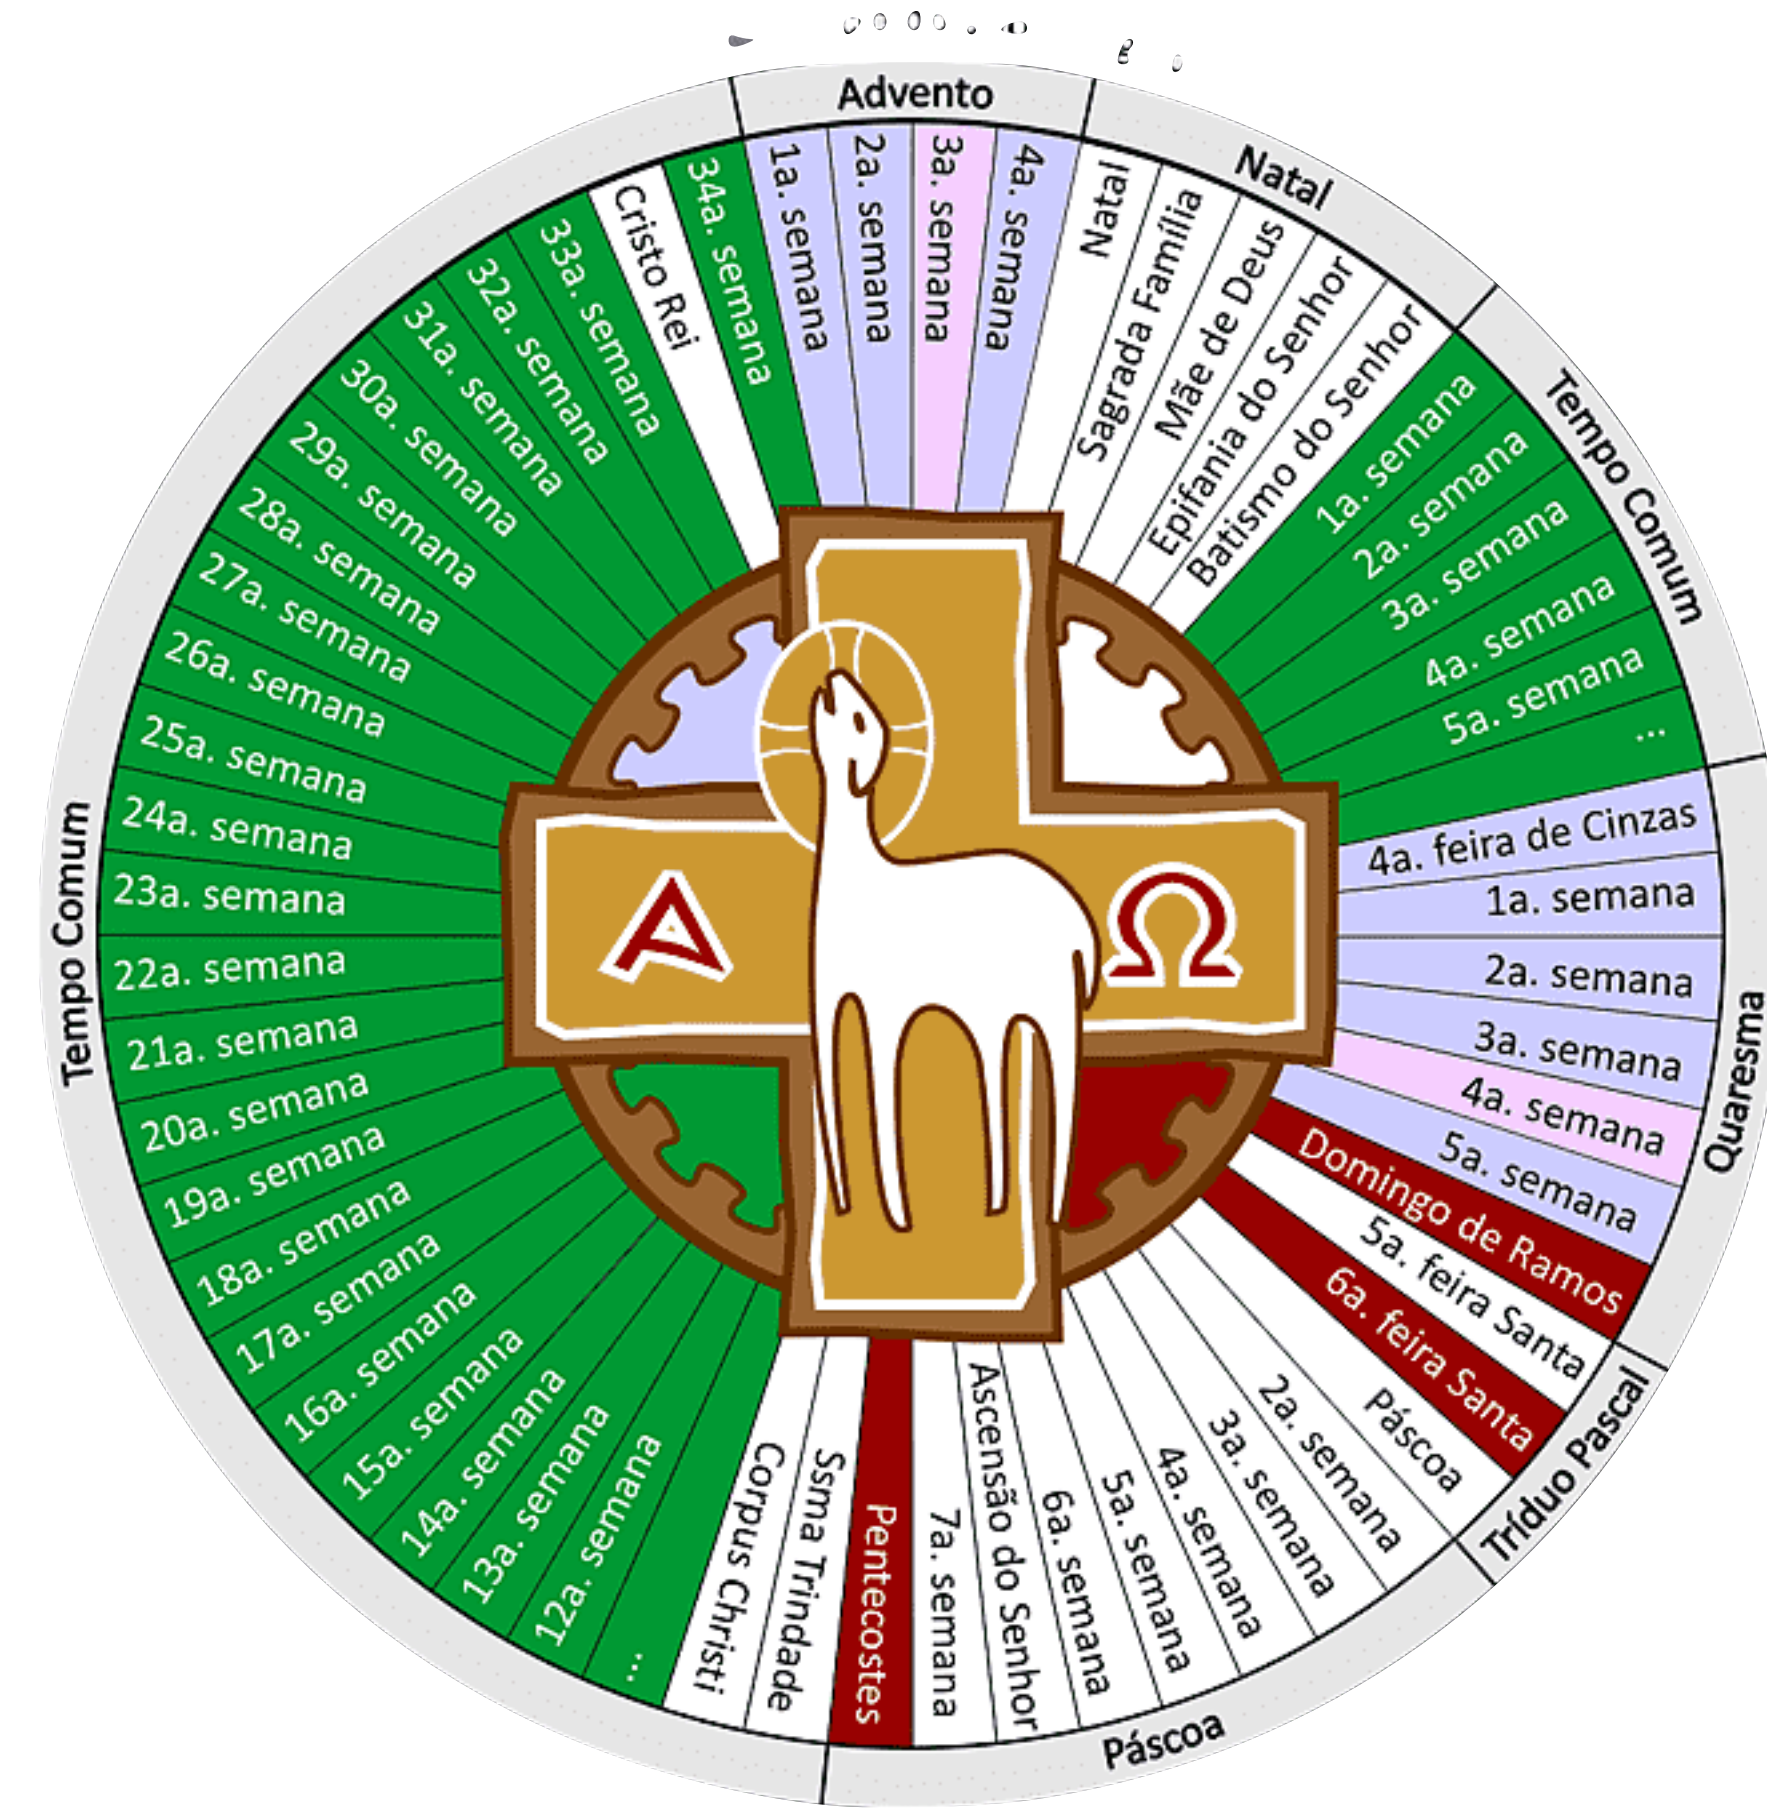 Advento
1a. semana
2a. semana
3a. semana
4a. semana
Natal
Natal
Sagrada Família
Mãe de Deus
Epifania do Senhor
Batismo do Senhor
Tempo Comum
1a. semana
2a. semana
3a. semana
4a. semana
5a. semana
...
Quaresma
4a. feira de Cinzas
1a. semana
2a. semana
3a. semana
4a. semana
5a. semana
Domingo de Ramos
Tríduo Pascal
5a. feira Santa
6a. feira Santa
Páscoa
Páscoa
2a. semana
3a. semana
4a. semana
5a. semana
6a. semana
Ascensão do Senhor
7a. semana
Pentecostes
Tempo Comum
Ssma Trindade
Corpus Christi
...
12a. semana
13a. semana
14a. semana
15a. semana
16a. semana
17a. semana
18a. semana
19a. semana
20a. semana
21a. semana
22a. semana
23a. semana
24a. semana
25a. semana
26a. semana
27a. semana
28a. semana
29a. semana
30a. semana
31a. semana
32a. semana
33a. semana
Cristo Rei
34a. semana
Α
Ω